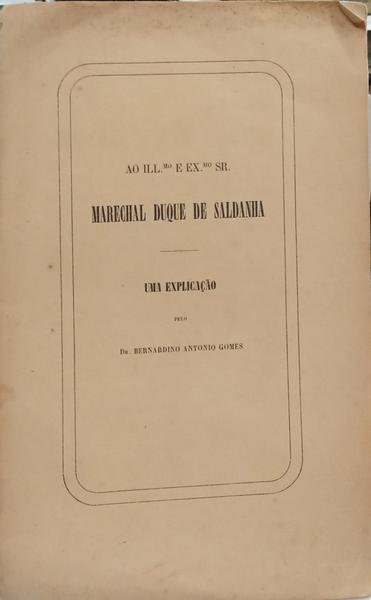 AO ILL.MO E EX.MO SR.
MARECHAL DUQUE DE SALDANHA
UMA EXPLICAÇÃO
PELO
DR. BERNARDINO ANTONIO GOMES